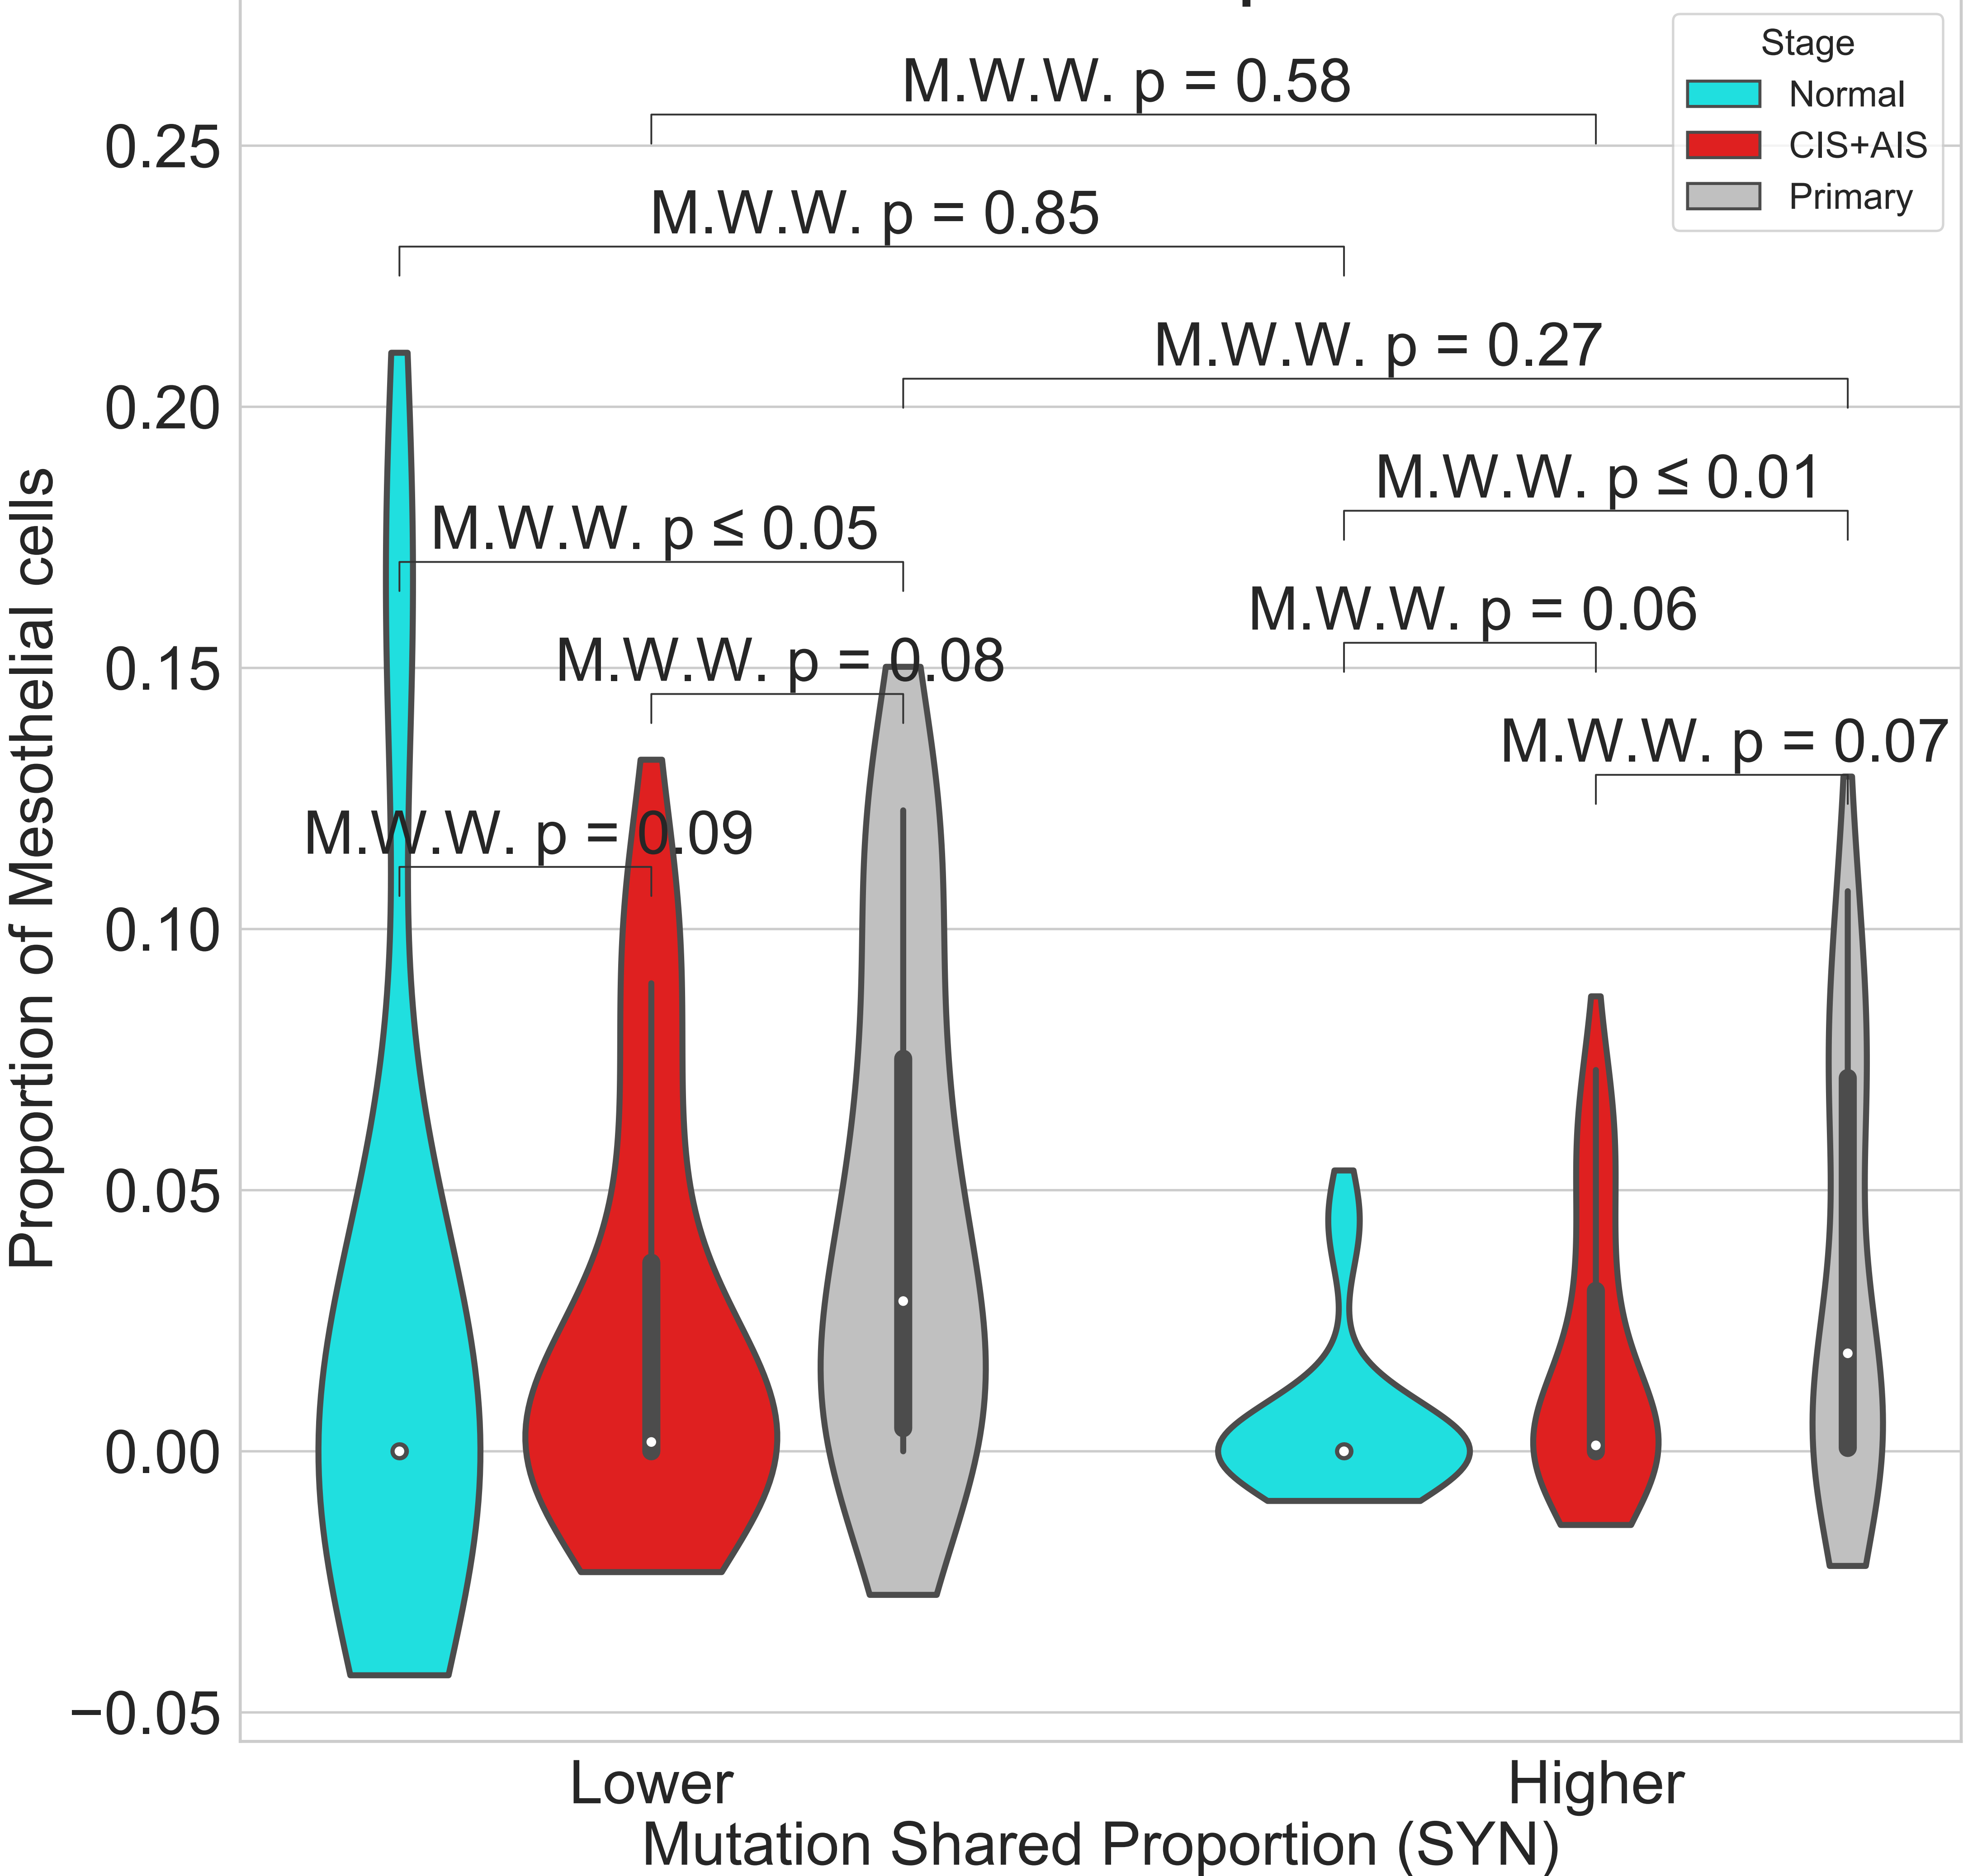 Stage
Normal
CIS+AIS
Primary
M.W.W. p = 0.58
M.W.W. p = 0.85
M.W.W. p = 0.27
M.W.W. p ≤ 0.01
M.W.W. p ≤ 0.05
M.W.W. p = 0.06
M.W.W. p = 0.08
M.W.W. p = 0.07
M.W.W. p = 0.09
0.25
0.20
0.15
0.10
0.05
0.00
−0.05
Proportion of Mesothelial cells
Lower
Higher
Mutation Shared Proportion (SYN)